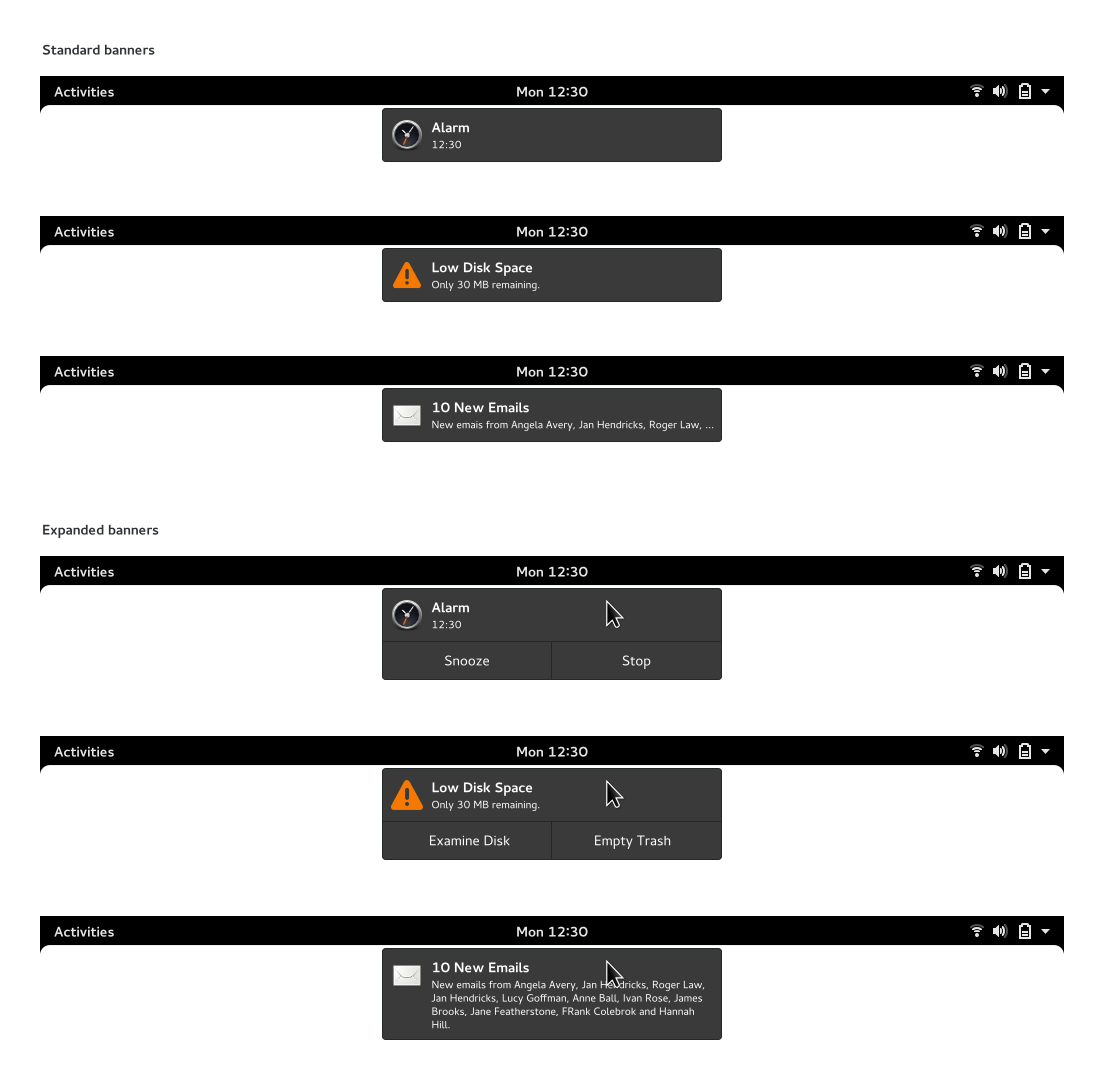 Standard banners
Activities Mon 12:30
Alarm
12:30
Activities Mon 12:30
Low Disk Space
Only 30 MB remaining.
Activities Mon 12:30
10 New Emails
New emais from Angela Avery, Jan Hendricks, Roger Law, ...
Expanded banners
Activities Mon 12:30
Alarm
12:30
Snooze Stop
Activities Mon 12:30
Low Disk Space
Only 30 MB remaining.
Examine Disk Empty Trash
Activities Mon 12:30
10 New Emails
New emails from Angela Avery, Jan Hendricks, Roger Law,
Jan Hendricks, Lucy Goffman, Anne Ball, Ivan Rose, James
Brooks, Jane Featherstone, FRank Colebrok and Hannah
Hill.